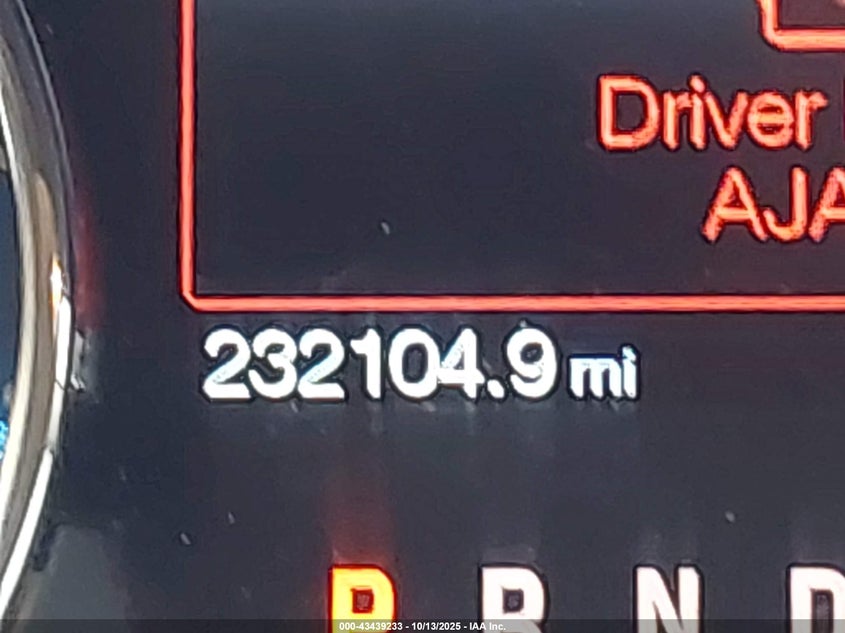 Driver
AJA
232104.9 mi
P R N D
000-43439233 - 10/13/2025 - IAA Inc.